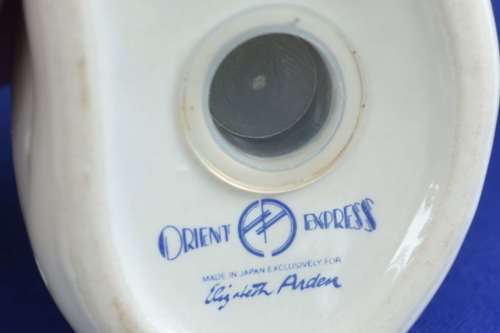 ORIENT EXPRESS
MADE IN JAPAN EXCLUSIVELY FOR
Elizabeth Arden